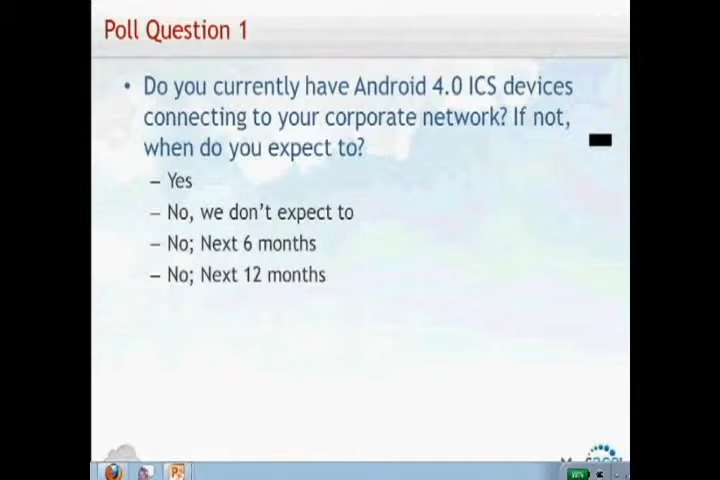 Poll Question 1
• Do you currently have Android 4.0 ICS devices
connecting to your corporate network? If not,
when do you expect to?
– Yes
– No, we don't expect to
– No; Next 6 months
– No; Next 12 months